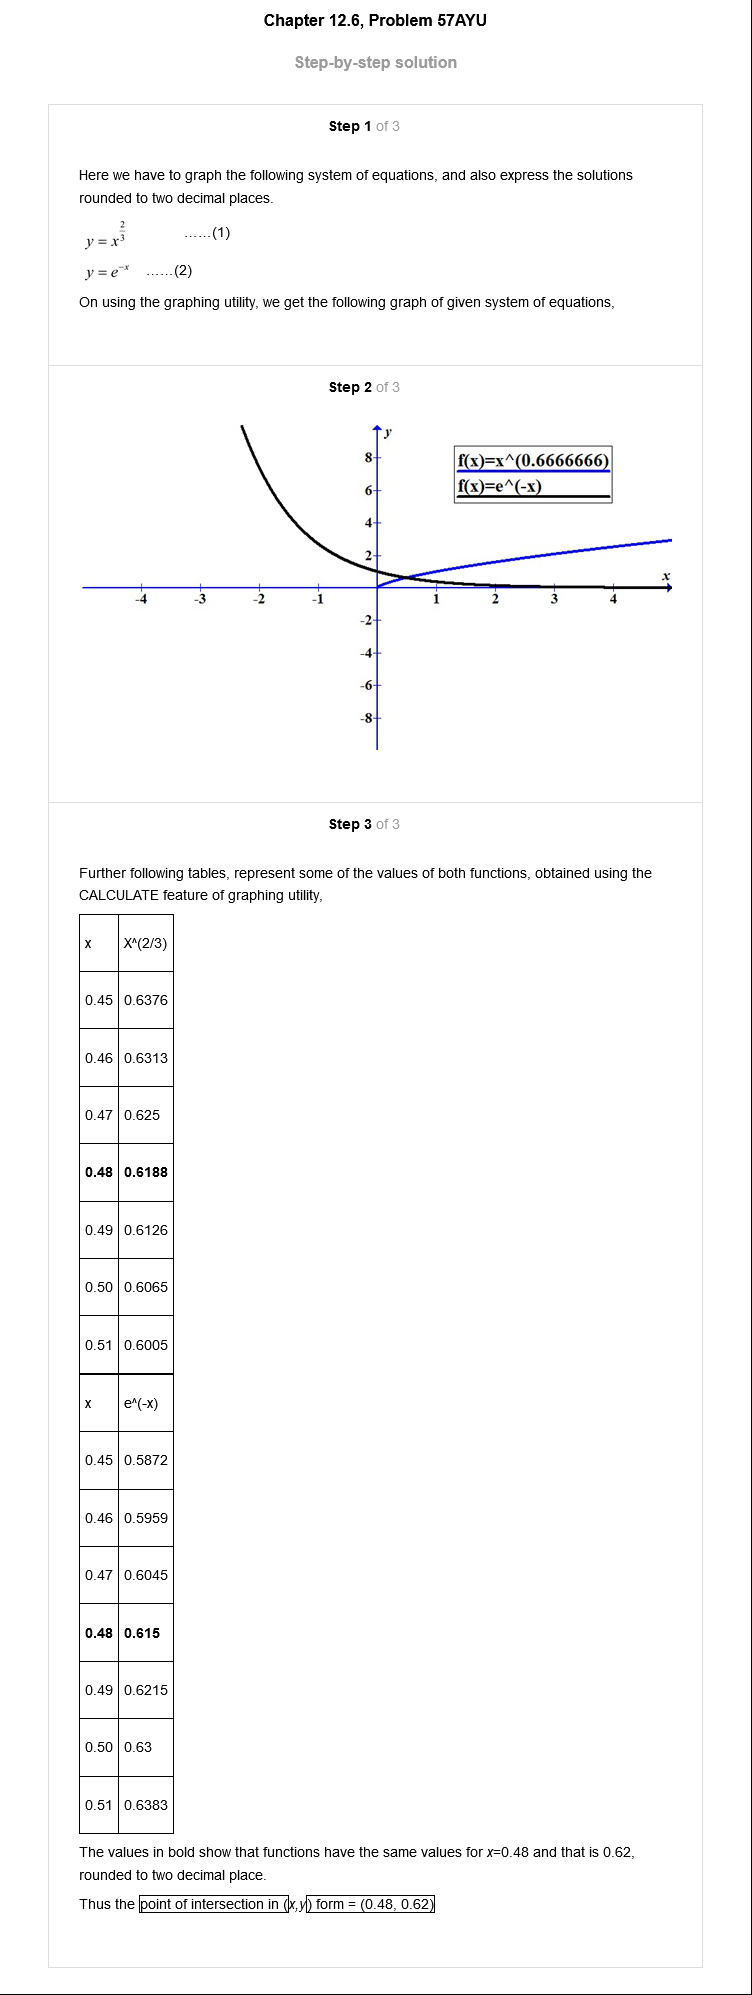 Chapter 12.6, Problem 57AYU
Step-by-step solution
Step 1 of 3
Here we have to graph the following system of equations, and also express the solutions
rounded to two decimal places.
y = x^(2/3) ……(1)
y = e^(−x) ……(2)
On using the graphing utility, we get the following graph of given system of equations,
Step 2 of 3
y
f(x)=x^(0.6666666)
f(x)=e^(-x)
8
6
4
2
x
-4 -3 -2 -1 1 2 3 4
-2
-4
-6
-8
Step 3 of 3
Further following tables, represent some of the values of both functions, obtained using the
CALCULATE feature of graphing utility,
x X^(2/3)
0.45 0.6376
0.46 0.6313
0.47 0.625
0.48 0.6188
0.49 0.6126
0.50 0.6065
0.51 0.6005
x e^(-x)
0.45 0.5872
0.46 0.5959
0.47 0.6045
0.48 0.615
0.49 0.6215
0.50 0.63
0.51 0.6383
The values in bold show that functions have the same values for x=0.48 and that is 0.62,
rounded to two decimal place.
Thus the point of intersection in (x,y) form = (0.48, 0.62)